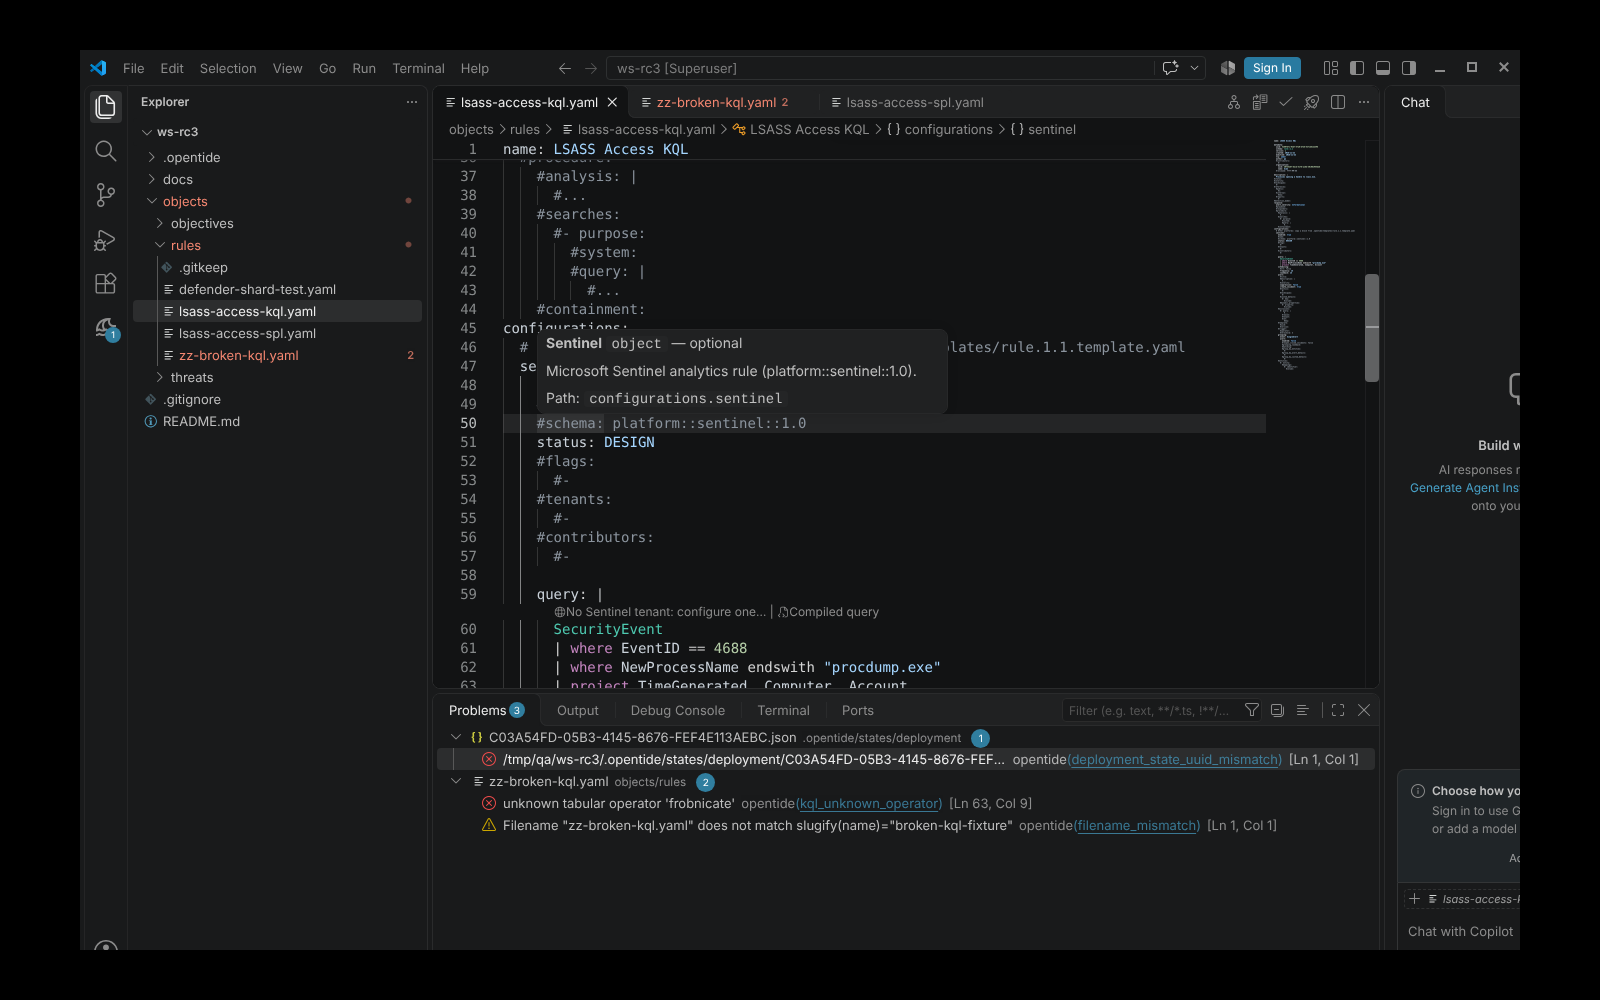 File Edit Selection View Go Run Terminal Help
ws-rc3 [Superuser]
Sign In
Explorer
ws-rc3
.opentide
docs
objects
objectives
rules
.gitkeep
defender-shard-test.yaml
lsass-access-kql.yaml
lsass-access-spl.yaml
zz-broken-kql.yaml 2
threats
.gitignore
README.md
1
lsass-access-kql.yaml
zz-broken-kql.yaml 2
lsass-access-spl.yaml
objects > rules > lsass-access-kql.yaml > LSASS Access KQL > {} configurations > {} sentinel
1 name: LSASS Access KQL
37 #analysis: |
38 #...
39 #searches:
40 #- purpose:
41 #system:
42 #query: |
43 #...
44 #containment:
45 configurations:
46 # lates/rule.1.1.template.yaml
47 se
48
49
Sentinel object — optional
Microsoft Sentinel analytics rule (platform::sentinel::1.0).
Path: configurations.sentinel
50 #schema: platform::sentinel::1.0
51 status: DESIGN
52 #flags:
53 #-
54 #tenants:
55 #-
56 #contributors:
57 #-
58
59 query: |
No Sentinel tenant: configure one... | Compiled query
60 SecurityEvent
61 | where EventID == 4688
62 | where NewProcessName endswith "procdump.exe"
63 | project TimeGenerated, Computer, Account
Problems 3 Output Debug Console Terminal Ports
Filter (e.g. text, **/*.ts, !**/...
{} C03A54FD-05B3-4145-8676-FEF4E113AEBC.json .opentide/states/deployment 1
/tmp/qa/ws-rc3/.opentide/states/deployment/C03A54FD-05B3-4145-8676-FEF... opentide(deployment_state_uuid_mismatch) [Ln 1, Col 1]
zz-broken-kql.yaml objects/rules 2
unknown tabular operator 'frobnicate' opentide(kql_unknown_operator) [Ln 63, Col 9]
Filename "zz-broken-kql.yaml" does not match slugify(name)="broken-kql-fixture" opentide(filename_mismatch) [Ln 1, Col 1]
Chat
Build w
AI responses
Generate Agent Ins
onto you
Choose how yo
Sign in to use G
or add a model
lsass-access-
Chat with Copilot